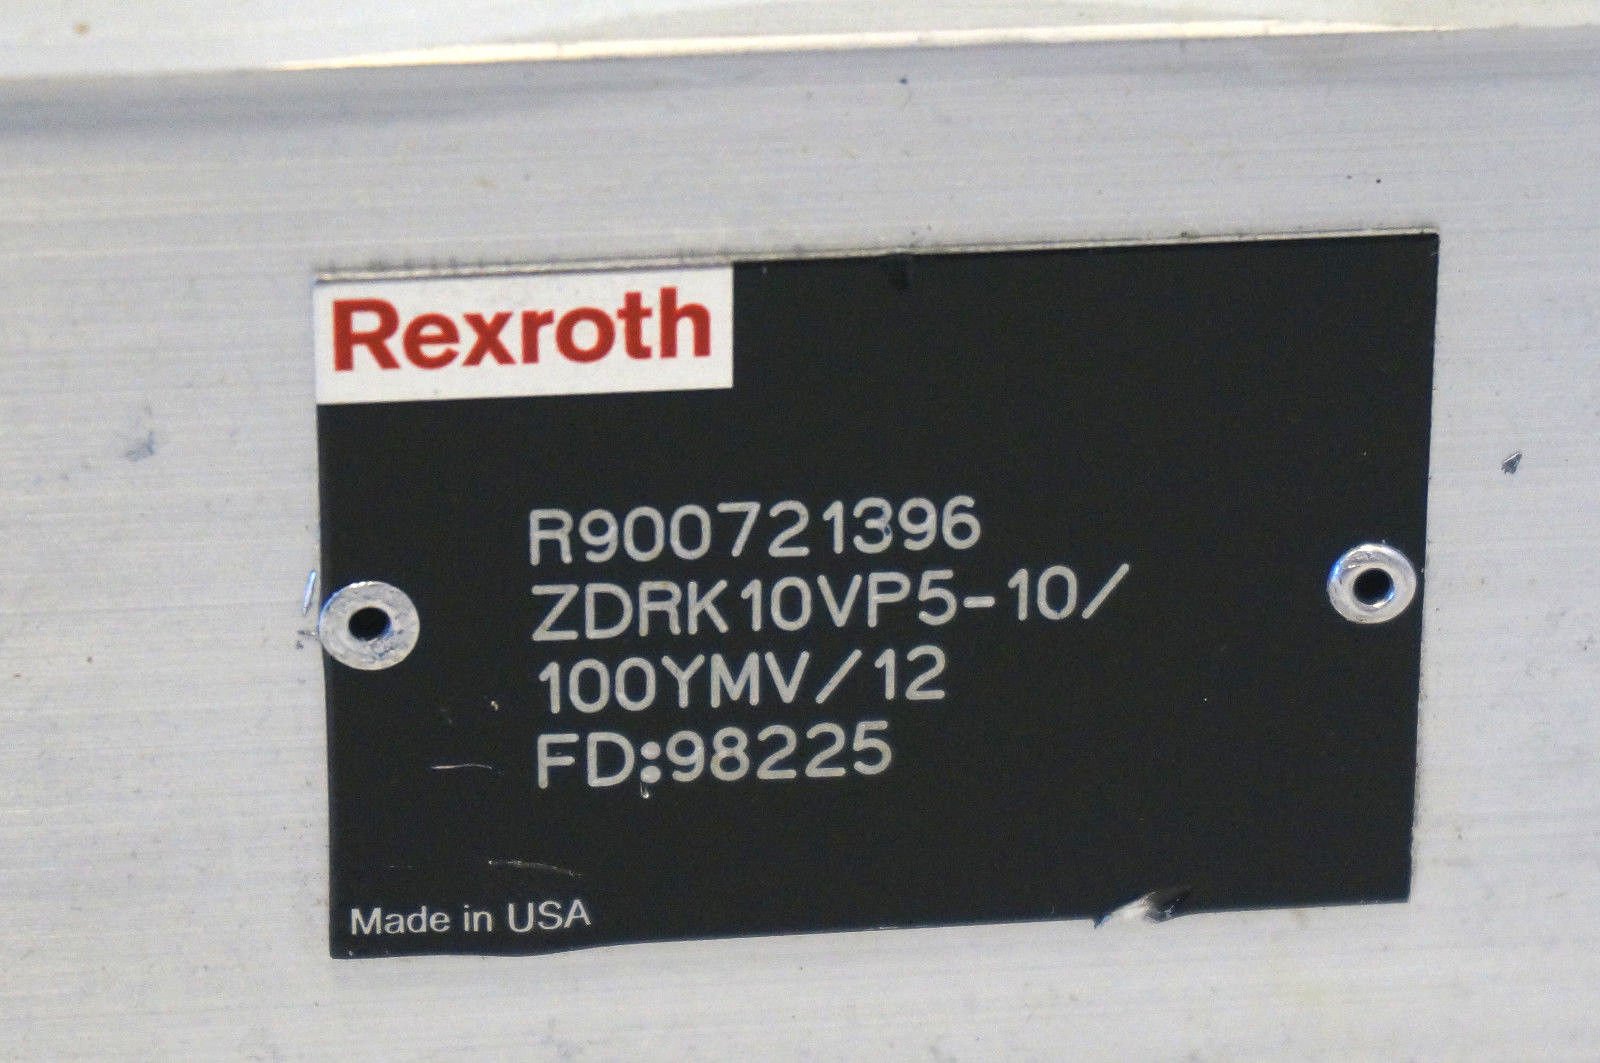 Rexroth
R900721396
ZDRK10VP5-10/
100YMV/12
FD:98225
Made in USA